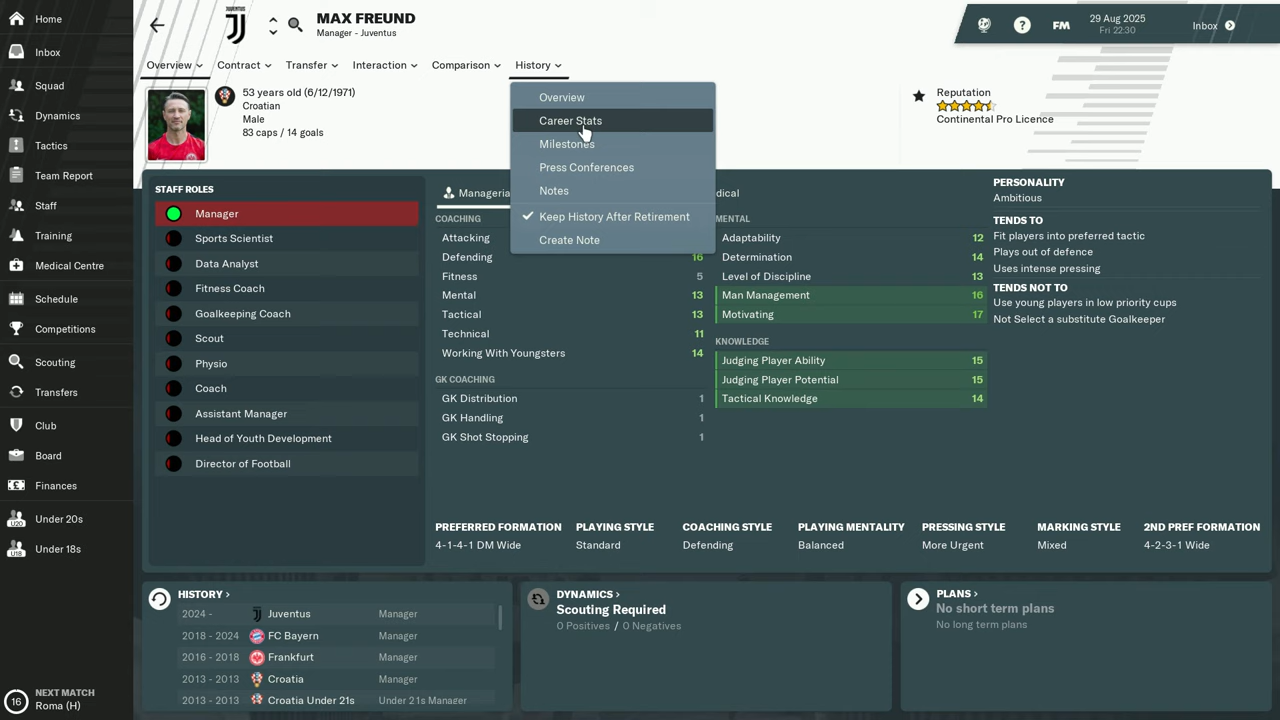 Home
Inbox
Squad
Dynamics
Tactics
Team Report
Staff
Training
Medical Centre
Schedule
Competitions
Scouting
Transfers
Club
Board
Finances
U20 Under 20s
U18 Under 18s
16
NEXT MATCH
Roma (H)
MAX FREUND
Manager - Juventus
? FM
29 Aug 2025
Fri 22:30
Inbox
Overview
Contract
Transfer
Interaction
Comparison
History
53 years old (6/12/1971)
Croatian
Male
83 caps / 14 goals
Reputation
Continental Pro Licence
Overview
Career Stats
Milestones
Press Conferences
Notes
Keep History After Retirement
Create Note
STAFF ROLES
Manager
Sports Scientist
Data Analyst
Fitness Coach
Goalkeeping Coach
Scout
Physio
Coach
Assistant Manager
Head of Youth Development
Director of Football
COACHING
Attacking
Defending 16
Fitness 5
Mental 13
Tactical 13
Technical 11
Working With Youngsters 14
GK COACHING
GK Distribution 1
GK Handling 1
GK Shot Stopping 1
MENTAL
Adaptability 12
Determination 14
Level of Discipline 13
Man Management 16
Motivating 17
KNOWLEDGE
Judging Player Ability 15
Judging Player Potential 15
Tactical Knowledge 14
PERSONALITY
Ambitious
TENDS TO
Fit players into preferred tactic
Plays out of defence
Uses intense pressing
TENDS NOT TO
Use young players in low priority cups
Not Select a substitute Goalkeeper
PREFERRED FORMATION
4-1-4-1 DM Wide
PLAYING STYLE
Standard
COACHING STYLE
Defending
PLAYING MENTALITY
Balanced
PRESSING STYLE
More Urgent
MARKING STYLE
Mixed
2ND PREF FORMATION
4-2-3-1 Wide
HISTORY >
2024 - Juventus Manager
2018 - 2024 FC Bayern Manager
2016 - 2018 Frankfurt Manager
2013 - 2013 Croatia Manager
2013 - 2013 Croatia Under 21s Under 21s Manager
DYNAMICS >
Scouting Required
0 Positives / 0 Negatives
PLANS >
No short term plans
No long term plans